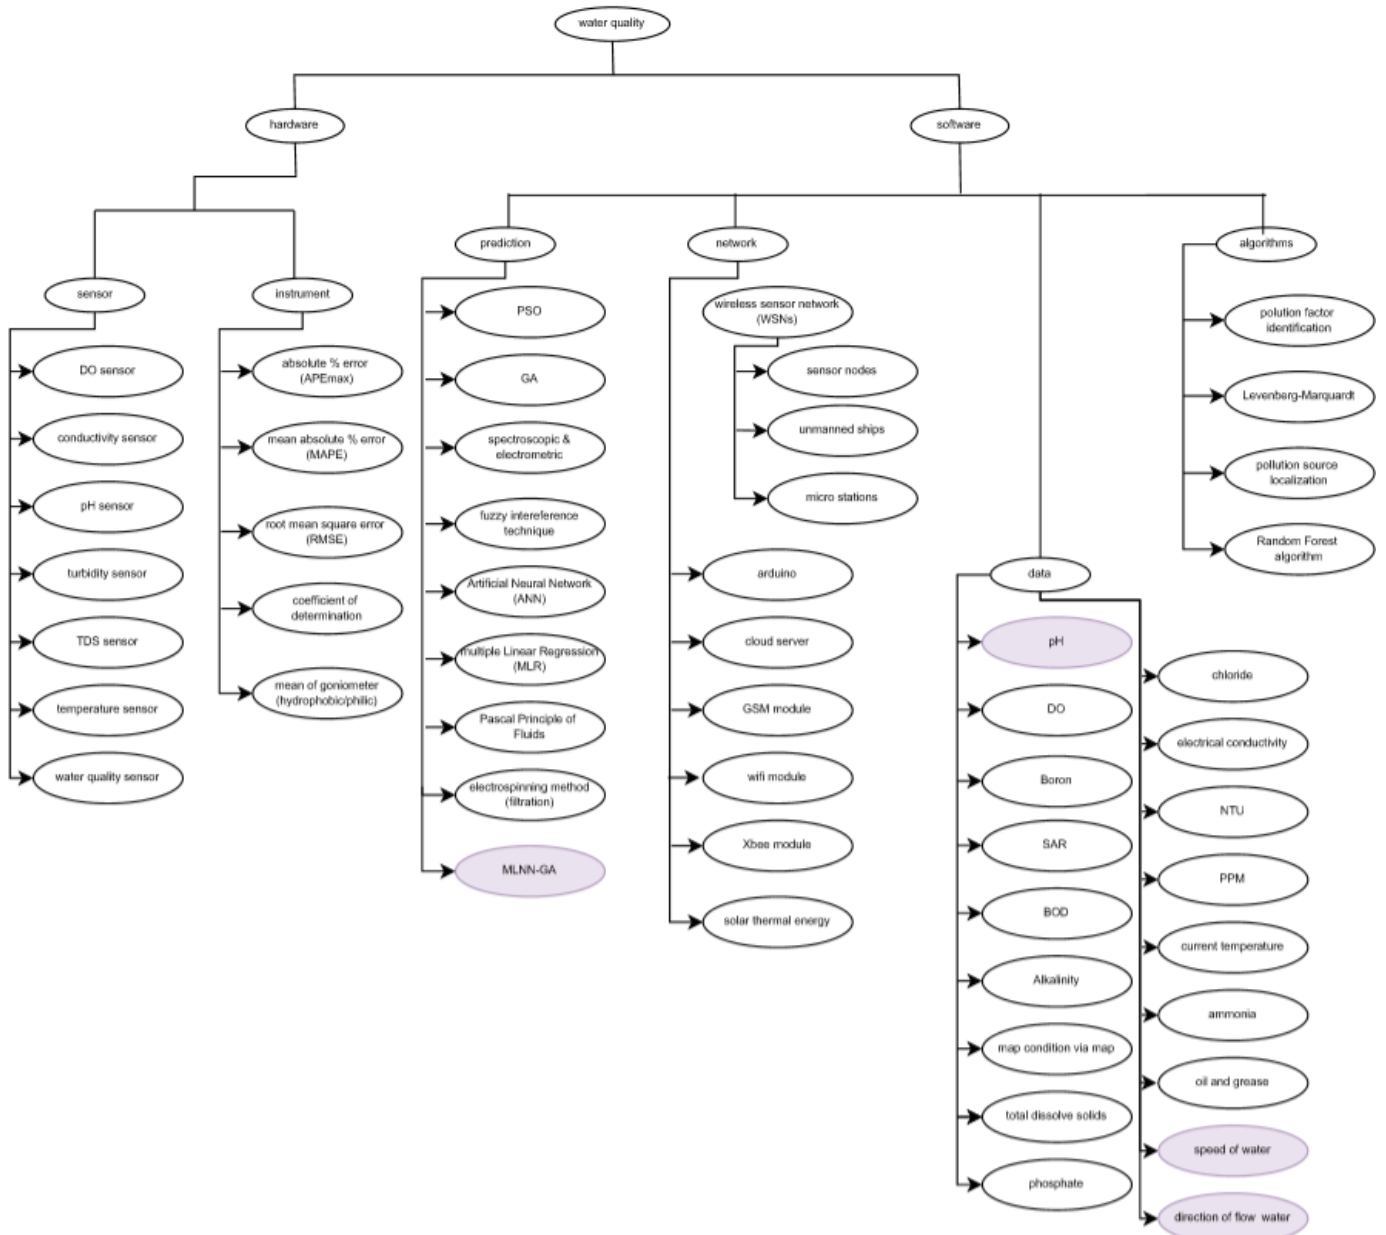 water quality
hardware
software
prediction
network
algorithms
sensor
instrument
DO sensor
conductivity sensor
pH sensor
turbidity sensor
TDS sensor
temperature sensor
water quality sensor
absolute % error
(APEmax)
mean absolute % error
(MAPE)
root mean square error
(RMSE)
coefficient of
determination
mean of goniometer
(hydrophobic/philic)
PSO
GA
spectroscopic &
electrometric
fuzzy intereference
technique
Artificial Neural Network
(ANN)
multiple Linear Regression
(MLR)
Pascal Principle of
Fluids
electrospinning method
(filtration)
MLNN-GA
wireless sensor network
(WSNs)
sensor nodes
unmanned ships
micro stations
arduino
cloud server
GSM module
wifi module
Xbee module
solar thermal energy
data
pH
DO
Boron
SAR
BOD
Alkalinity
map condition via map
total dissolve solids
phosphate
chloride
electrical conductivity
NTU
PPM
current temperature
ammonia
oil and grease
speed of water
direction of flow water
polution factor
identification
Levenberg-Marquardt
pollution source
localization
Random Forest
algorithm